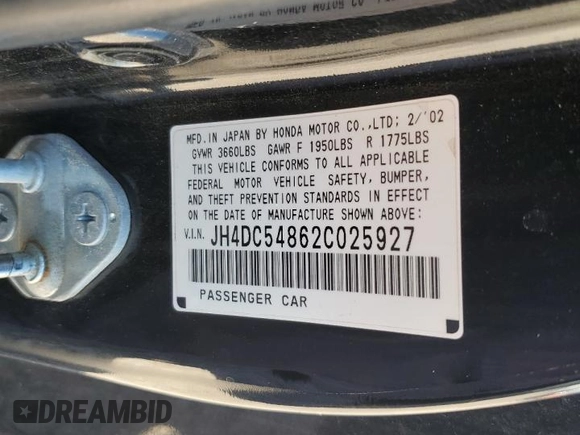 MFD. IN JAPAN BY HONDA MOTOR CO.,LTD; 2/'02
GVWR 3660LBS GAWR F 1950LBS R 1775LBS
THIS VEHICLE CONFORMS TO ALL APPLICABLE
FEDERAL MOTOR VEHICLE SAFETY, BUMPER,
AND THEFT PREVENTION STANDARDS IN EFFECT
ON THE DATE OF MANUFACTURE SHOWN ABOVE:
V.I.N. JH4DC54862C025927
PASSENGER CAR
DREAMBID